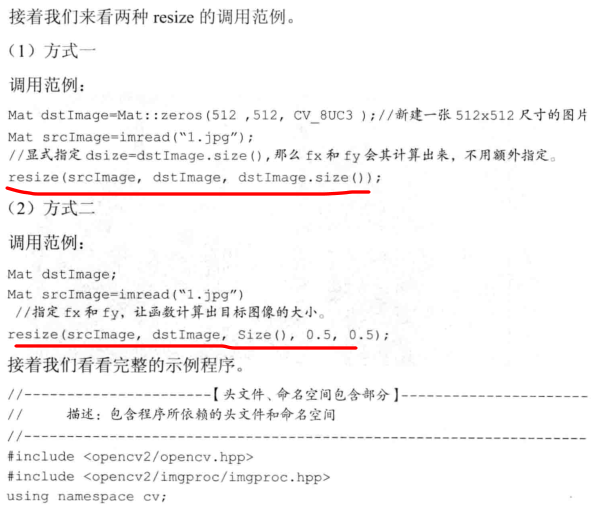 接着我们来看两种 resize 的调用范例。
（1）方式一
调用范例：
Mat dstImage=Mat::zeros(512 ,512, CV_8UC3 );//新建一张 512x512 尺寸的图片
Mat srcImage=imread(“1.jpg”);
//显式指定 dsize=dstImage.size(),那么 fx 和 fy 会其计算出来，不用额外指定。
resize(srcImage, dstImage, dstImage.size());
（2）方式二
调用范例：
Mat dstImage;
Mat srcImage=imread(“1.jpg”)
//指定 fx 和 fy，让函数计算出目标图像的大小。
resize(srcImage, dstImage, Size(), 0.5, 0.5);
接着我们看看完整的示例程序。
//-----------------------【头文件、命名空间包含部分】-----------------------
// 描述：包含程序所依赖的头文件和命名空间
//------------------------------------------------------------------------
#include <opencv2/opencv.hpp>
#include <opencv2/imgproc/imgproc.hpp>
using namespace cv;